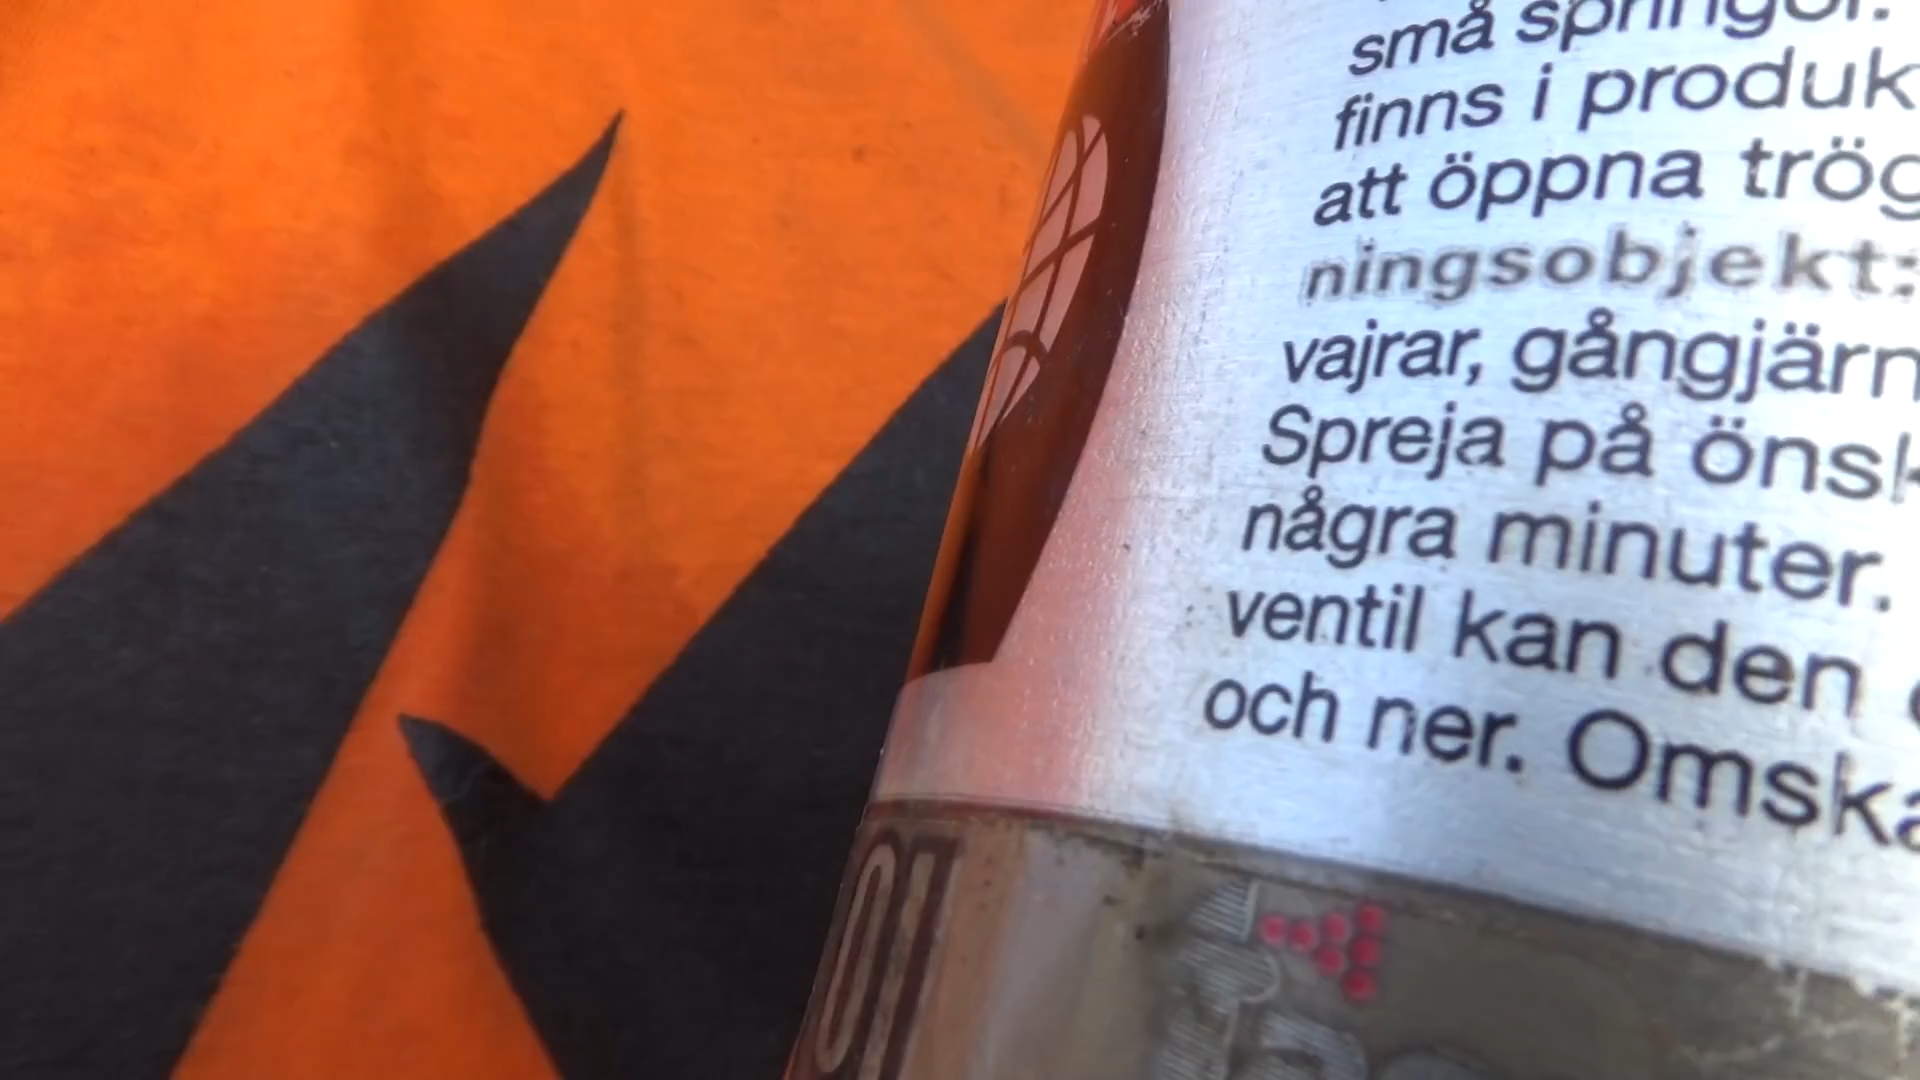 små springor.
finns i produk
att öppna trög
ningsobjekt:
vajrar, gångjärn
Spreja på önsk
några minuter.
ventil kan den
och ner. Omska